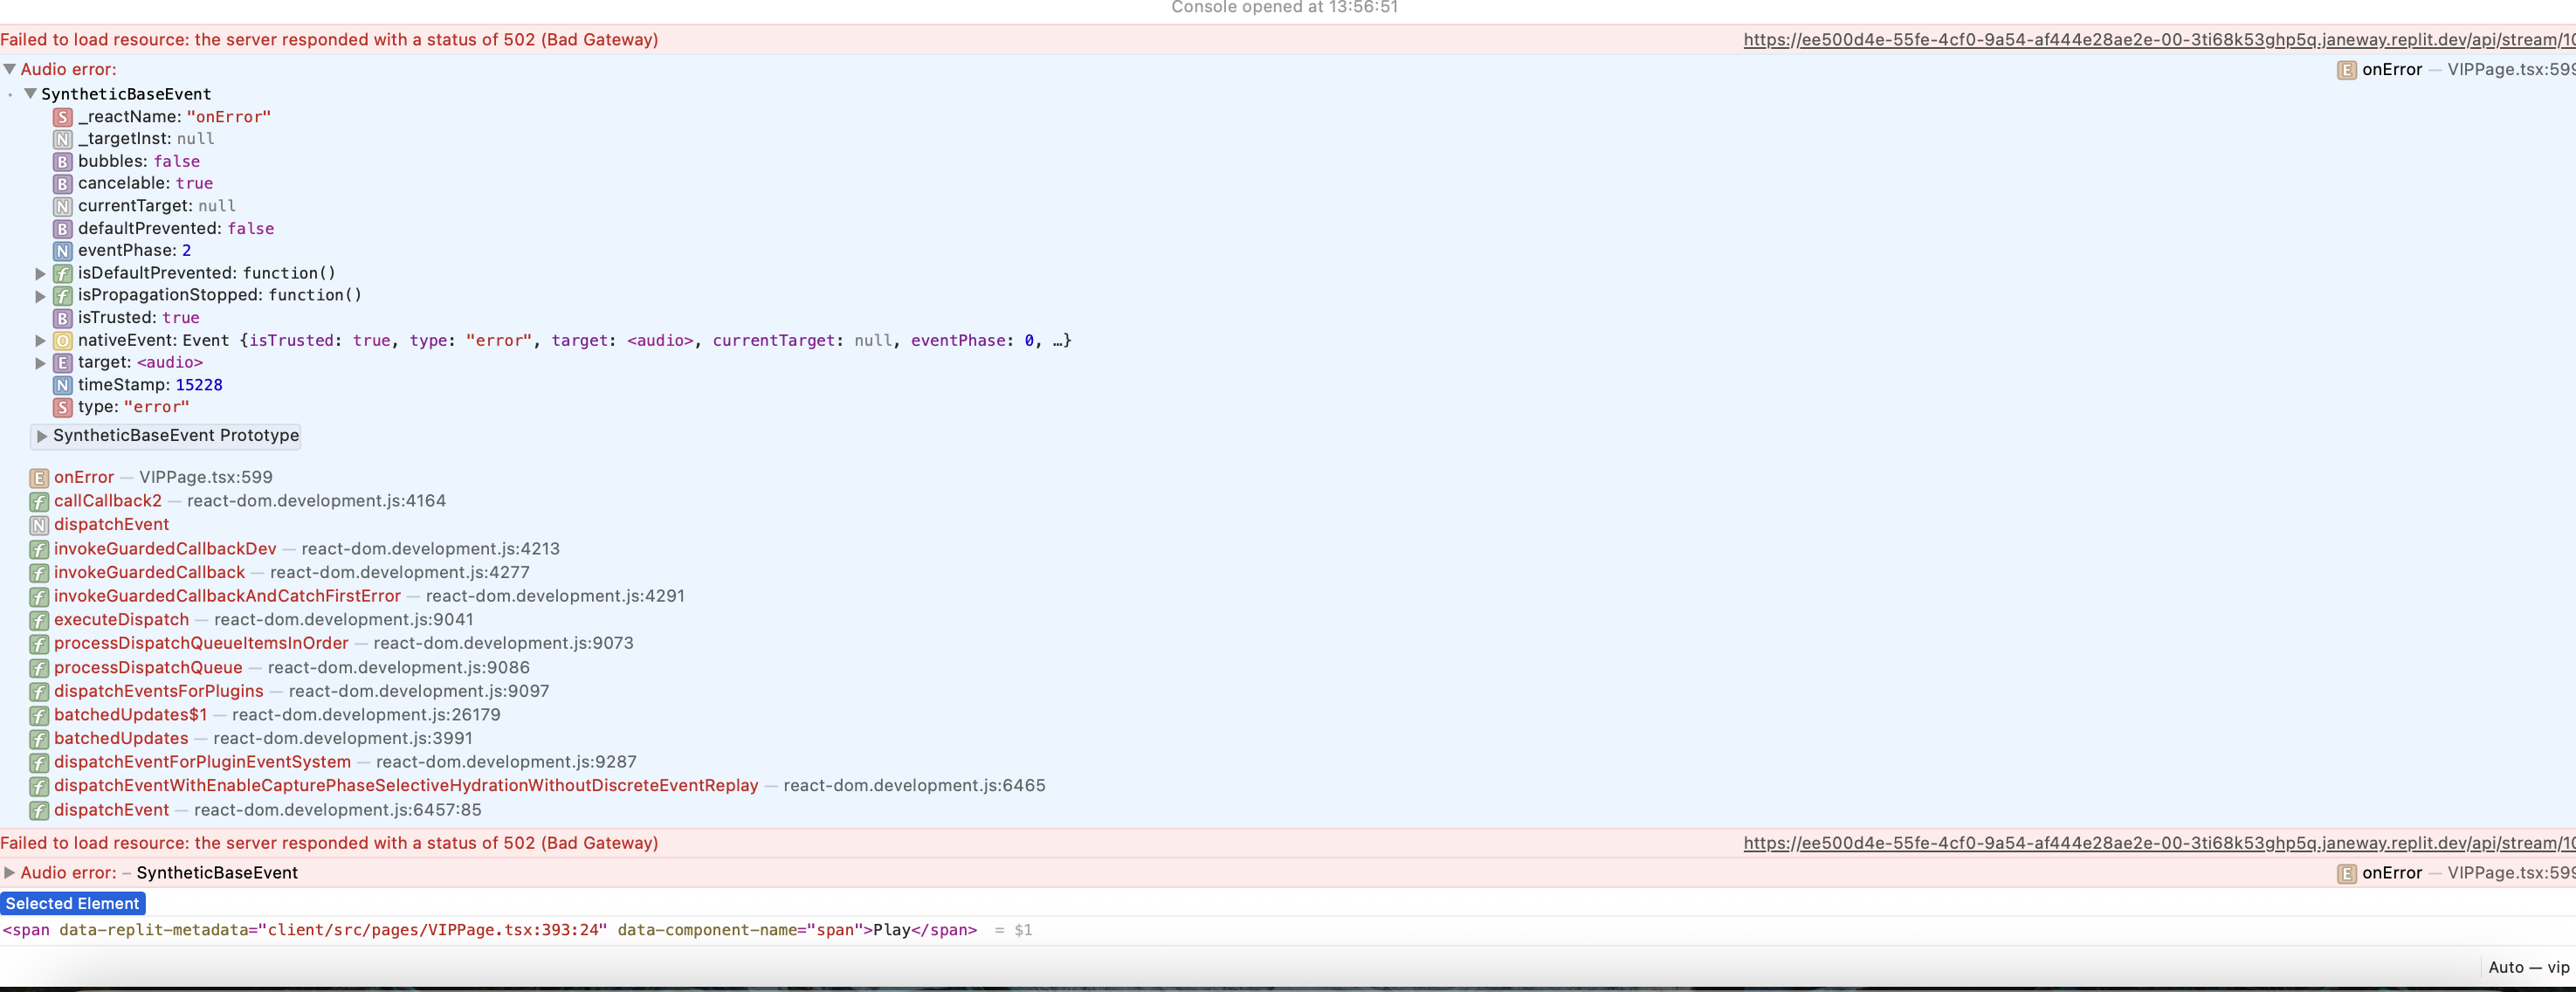 Console opened at 13:56:51
Failed to load resource: the server responded with a status of 502 (Bad Gateway) https://ee500d4e-55fe-4cf0-9a54-af444e28ae2e-00-3ti68k53ghp5q.janeway.replit.dev/api/stream/10
Audio error: E onError — VIPPage.tsx:599
SyntheticBaseEvent
S _reactName: "onError"
N _targetInst: null
B bubbles: false
B cancelable: true
N currentTarget: null
B defaultPrevented: false
N eventPhase: 2
f isDefaultPrevented: function()
f isPropagationStopped: function()
B isTrusted: true
O nativeEvent: Event {isTrusted: true, type: "error", target: <audio>, currentTarget: null, eventPhase: 0, …}
E target: <audio>
N timeStamp: 15228
S type: "error"
SyntheticBaseEvent Prototype
E onError — VIPPage.tsx:599
f callCallback2 — react-dom.development.js:4164
N dispatchEvent
f invokeGuardedCallbackDev — react-dom.development.js:4213
f invokeGuardedCallback — react-dom.development.js:4277
f invokeGuardedCallbackAndCatchFirstError — react-dom.development.js:4291
f executeDispatch — react-dom.development.js:9041
f processDispatchQueueItemsInOrder — react-dom.development.js:9073
f processDispatchQueue — react-dom.development.js:9086
f dispatchEventsForPlugins — react-dom.development.js:9097
f batchedUpdates$1 — react-dom.development.js:26179
f batchedUpdates — react-dom.development.js:3991
f dispatchEventForPluginEventSystem — react-dom.development.js:9287
f dispatchEventWithEnableCapturePhaseSelectiveHydrationWithoutDiscreteEventReplay — react-dom.development.js:6465
f dispatchEvent — react-dom.development.js:6457:85
Failed to load resource: the server responded with a status of 502 (Bad Gateway) https://ee500d4e-55fe-4cf0-9a54-af444e28ae2e-00-3ti68k53ghp5q.janeway.replit.dev/api/stream/10
Audio error: – SyntheticBaseEvent E onError — VIPPage.tsx:599
Selected Element
<span data-replit-metadata="client/src/pages/VIPPage.tsx:393:24" data-component-name="span">Play</span> = $1
Auto — vip